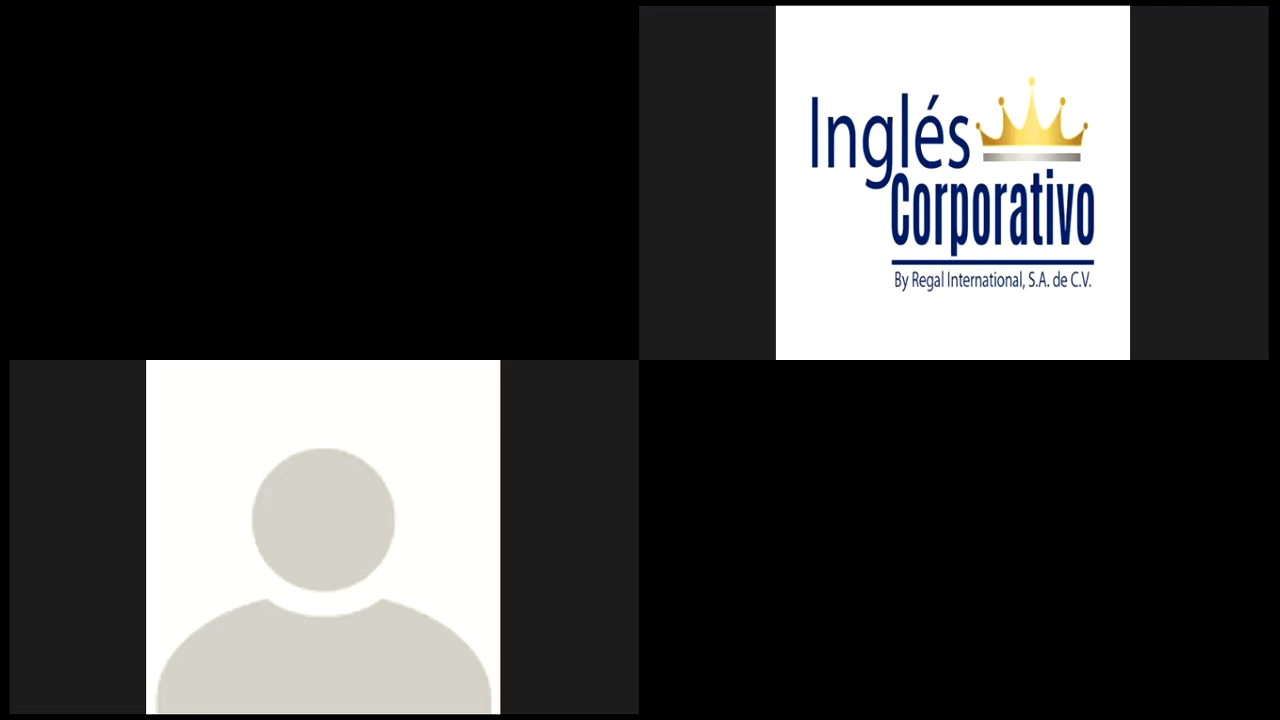 Inglés
Corporativo
By Regal International, S.A. de C.V.